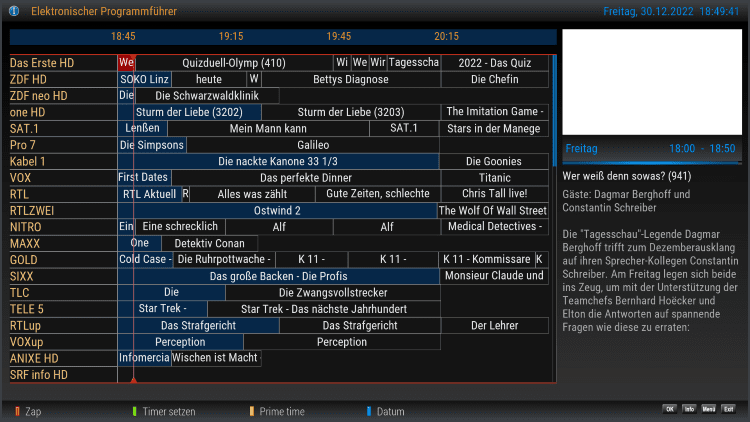 Elektronischer Programmführer
Freitag, 30.12.2022 18:49:41
18:45 19:15 19:45 20:15
Das Erste HD We Quizduell-Olymp (410) Wi We Wir Tagesscha 2022 - Das Quiz
ZDF HD SOKO Linz heute W Bettys Diagnose Die Chefin
ZDF neo HD Die Die Schwarzwaldklinik
one HD Sturm der Liebe (3202) Sturm der Liebe (3203) The Imitation Game -
SAT.1 Lenßen Mein Mann kann SAT.1 Stars in der Manege
Pro 7 Die Simpsons Galileo
Kabel 1 Die nackte Kanone 33 1/3 Die Goonies
VOX First Dates Das perfekte Dinner Titanic
RTL RTL Aktuell R Alles was zählt Gute Zeiten, schlechte Chris Tall live!
RTLZWEI Ostwind 2 The Wolf Of Wall Street
NITRO Ein Eine schrecklich Alf Alf Medical Detectives -
MAXX One Detektiv Conan
GOLD Cold Case - Die Ruhrpottwache - K 11 - K 11 - K 11 - Kommissare K
SIXX Das große Backen - Die Profis Monsieur Claude und
TLC Die Die Zwangsvollstrecker
TELE 5 Star Trek - Star Trek - Das nächste Jahrhundert
RTLup Das Strafgericht Das Strafgericht Der Lehrer
VOXup Perception Perception
ANIXE HD Infomercia Wischen ist Macht -
SRF info HD
Freitag 18:00 - 18:50
Wer weiß denn sowas? (941)
Gäste: Dagmar Berghoff und
Constantin Schreiber
Die "Tagesschau"-Legende Dagmar
Berghoff trifft zum Dezemberausklang
auf ihren Sprecher-Kollegen Constantin
Schreiber. Am Freitag legen sich beide
ins Zeug, um mit der Unterstützung der
Teamchefs Bernhard Hoëcker und
Elton die Antworten auf spannende
Fragen wie diese zu erraten:
Zap Timer setzen Prime time Datum
OK Info Menü Exit